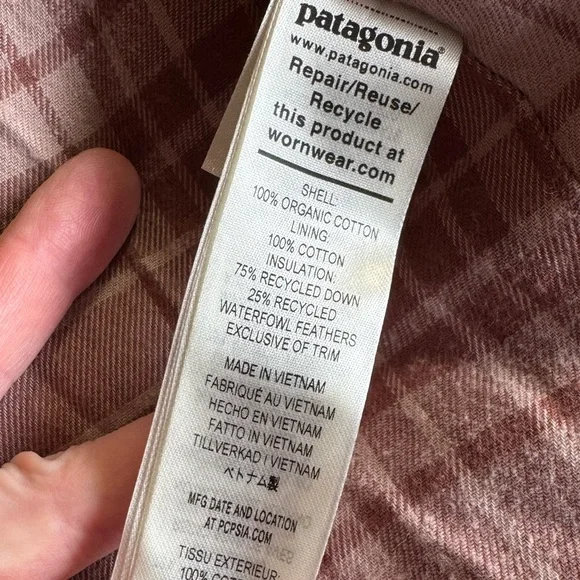 patagonia®
www.patagonia.com
Repair/Reuse/
Recycle
this product at
wornwear.com
SHELL:
100% ORGANIC COTTON
LINING:
100% COTTON
INSULATION:
75% RECYCLED DOWN
25% RECYCLED
WATERFOWL FEATHERS
EXCLUSIVE OF TRIM
MADE IN VIETNAM
FABRIQUÉ AU VIETNAM
HECHO EN VIETNAM
FATTO IN VIETNAM
TILLVERKAD I VIETNAM
ベトナム製
MFG DATE AND LOCATION
AT PCPSIA.COM
TISSU EXTERIEUR:
100% COT